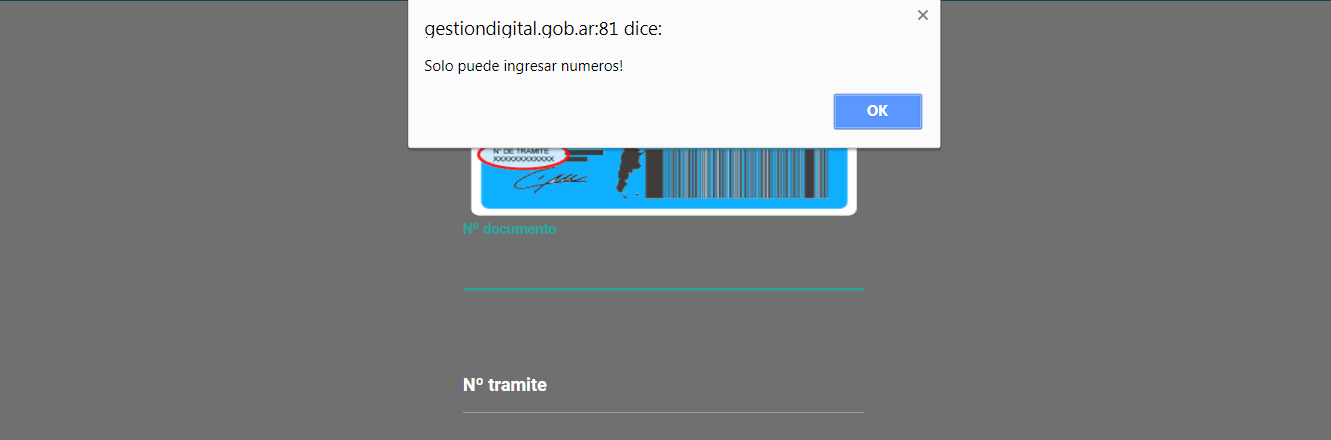 gestiondigital.gob.ar:81 dice:
Solo puede ingresar numeros!
OK
Nº DE TRAMITE
XXXXXXXXXXXX
Nº documento
Nº tramite